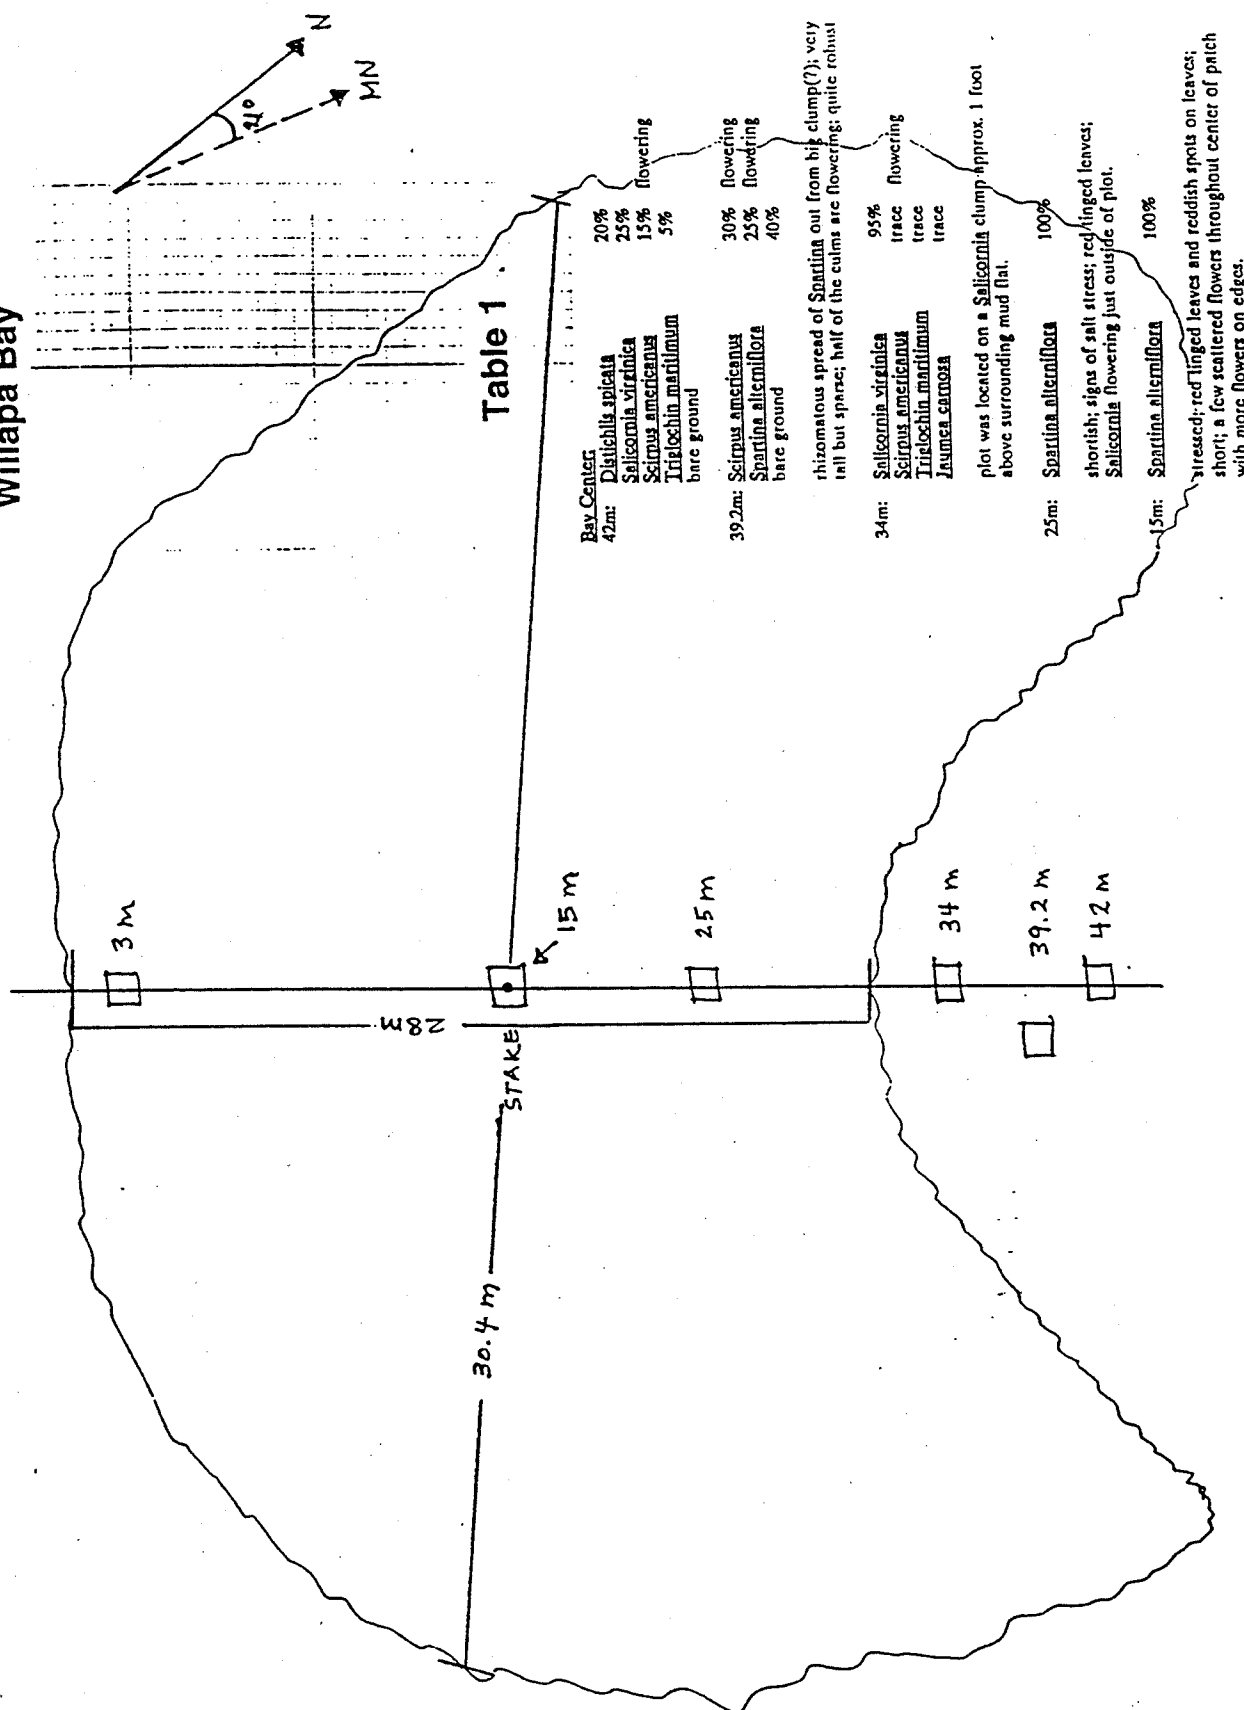 Willapa Bay
N
MN
21°
Table 1
Bay Center:
42m: Distichlis spicata 20%
Salicornia virginica 25%
Scirpus americanus 15% flowering
Triglochin maritimum 5%
bare ground
39.2m: Scirpus americanus 30% flowering
Spartina alterniflora 25% flowering
bare ground 40%
rhizomatous spread of Spartina out from big clump(?); very
tall but sparse; half of the culms are flowering; quite robust
34m: Salicornia virginica 95%
Scirpus americanus trace flowering
Triglochin maritimum trace
Jaumea carnosa trace
plot was located on a Salicornia clump approx. 1 foot
above surrounding mud flat.
25m: Spartina alterniflora 100%
shortish; signs of salt stress; red tinged leaves;
Salicornia flowering just outside of plot.
15m: Spartina alterniflora 100%
stressed; red tinged leaves and reddish spots on leaves;
short; a few scattered flowers throughout center of patch
with more flowers on edges.
3 m
15 m
25 m
34 m
39.2 m
42 m
28m
STAKE
30.4 m